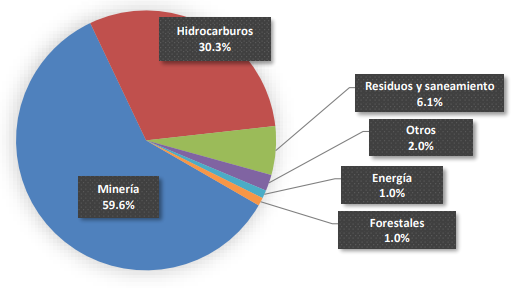 Hidrocarburos
30.3%
Residuos y saneamiento
6.1%
Otros
2.0%
Energía
1.0%
Minería
59.6%
Forestales
1.0%